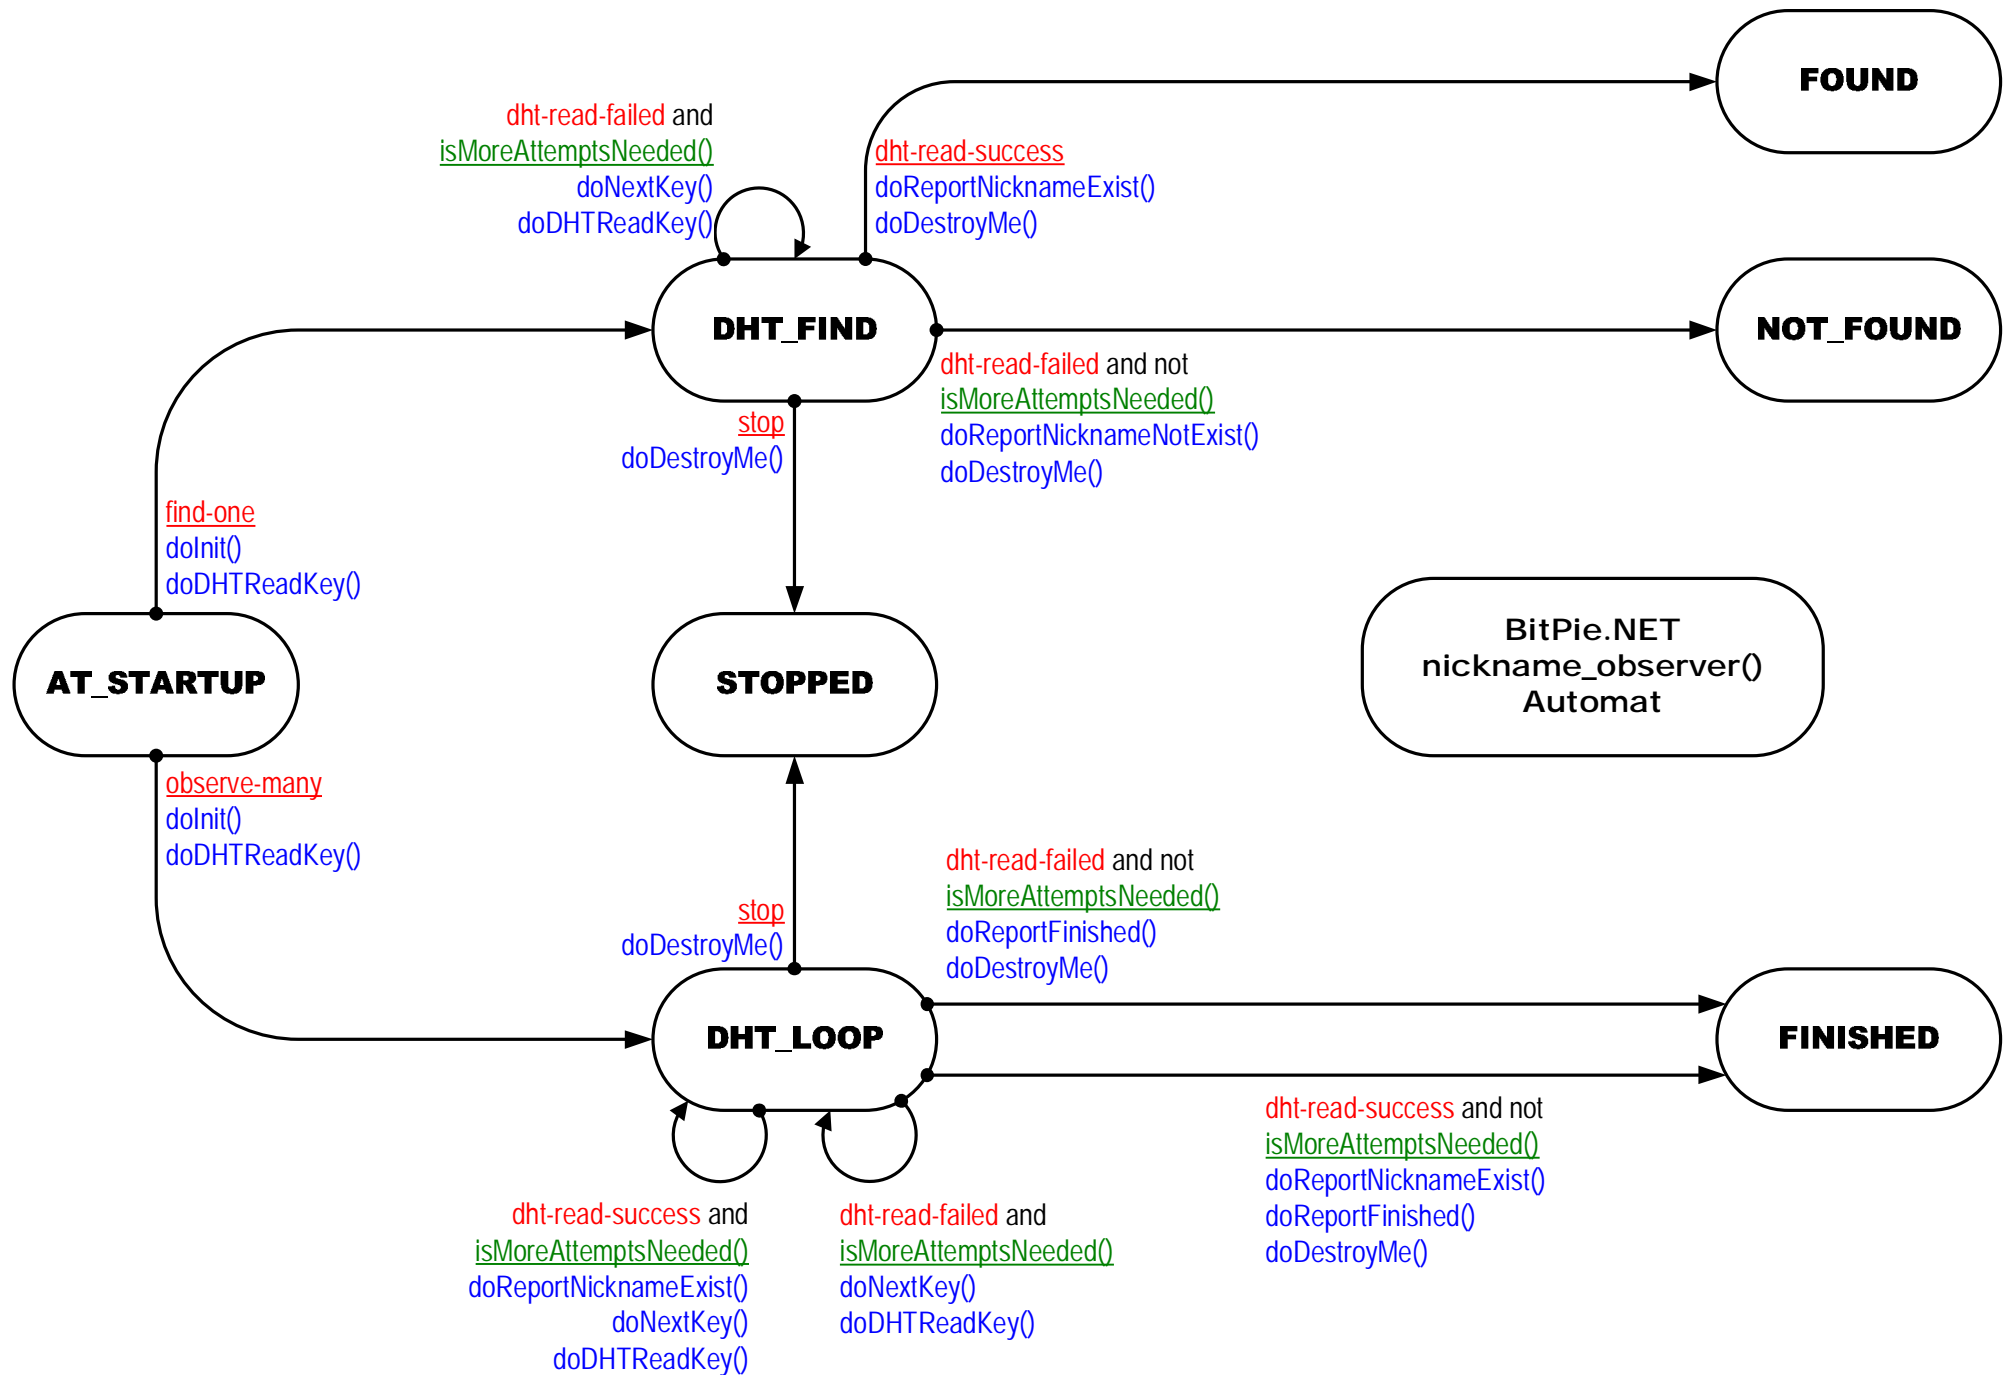 FOUND
dht-read-failed and
isMoreAttemptsNeeded()
doNextKey()
doDHTReadKey()
dht-read-success
doReportNicknameExist()
doDestroyMe()
DHT_FIND
NOT_FOUND
dht-read-failed and not
isMoreAttemptsNeeded()
doReportNicknameNotExist()
doDestroyMe()
stop
doDestroyMe()
find-one
doInit()
doDHTReadKey()
AT_STARTUP
STOPPED
BitPie.NET
nickname_observer()
Automat
observe-many
doInit()
doDHTReadKey()
stop
doDestroyMe()
dht-read-failed and not
isMoreAttemptsNeeded()
doReportFinished()
doDestroyMe()
DHT_LOOP
FINISHED
dht-read-success and not
isMoreAttemptsNeeded()
doReportNicknameExist()
doReportFinished()
doDestroyMe()
dht-read-success and
isMoreAttemptsNeeded()
doReportNicknameExist()
doNextKey()
doDHTReadKey()
dht-read-failed and
isMoreAttemptsNeeded()
doNextKey()
doDHTReadKey()